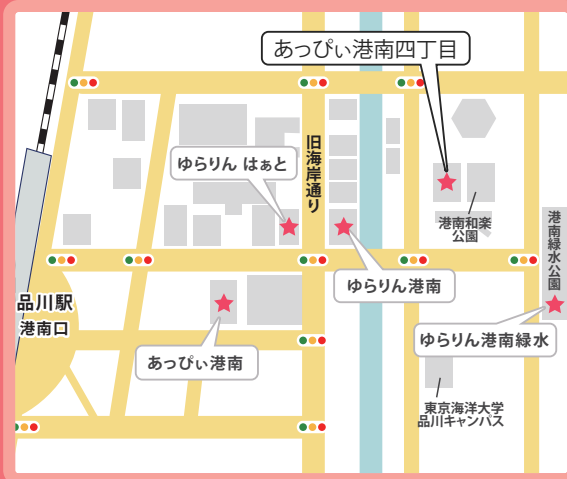 あっぴぃ港南四丁目
旧海岸通り
ゆらりん はぁと
港南和楽
公園
港南緑水公園
ゆらりん港南
品川駅
港南口
ゆらりん港南緑水
あっぴぃ港南
東京海洋大学
品川キャンパス